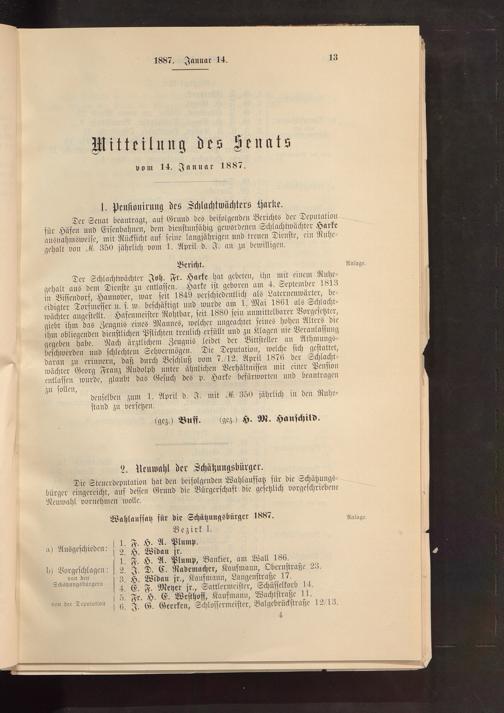 1887. Januar 14.
13
Mitteilung des Senats
vom 14. Januar 1887.
1. Pensionirung des Schlachtwächters Harke.
Der Senat beantragt, auf Grund des beifolgenden Berichts der Deputation
für Häfen und Eisenbahnen, dem dienstunfähig gewordenen Schlachtwächter Harke
ausnahmsweise, mit Rücksicht auf seine langjährigen und treuen Dienste, ein Ruhe-
gehalt von ℳ 350 jährlich vom 1. April d. J. an zu bewilligen.
Bericht.
Anlage.
Der Schlachtwächter Joh. Fr. Harke hat gebeten, ihn mit einem Ruhe-
gehalt aus dem Dienste zu entlassen. Harke ist geboren am 4. September 1813
in Bissendorf, Hannover, war seit 1849 verschiedentlich als Laternenwärter, be-
eidigter Torfmesser u. s. w. beschäftigt und wurde am 1. Mai 1861 als Schlacht-
wächter angestellt. Hafenmeister Rohlbar, seit 1880 sein unmittelbarer Vorgesetzter,
giebt ihm das Zeugnis eines Mannes, welcher ungeachtet seines hohen Alters die
ihm obliegenden dienstlichen Pflichten treulich erfüllt und zu Klagen nie Veranlassung
gegeben habe. Nach ärztlichem Zeugnis leidet der Bittsteller an Athmungs-
beschwerden und schlechtem Sehvermögen. Die Deputation, welche sich gestattet,
daran zu erinnern, daß durch Beschluß vom 7./12. April 1876 der Schlacht-
wächter Georg Franz Rudolph unter ähnlichen Verhältnissen mit einer Pension
entlassen wurde, glaubt das Gesuch des p. Harke befürworten und beantragen
zu sollen,
denselben zum 1. April d. J. mit ℳ 350 jährlich in den Ruhe-
stand zu versetzen.
(gez.) Buff. (gez.) H. M. Hauschild.
2. Neuwahl der Schätzungsbürger.
Die Steuerdeputation hat den beifolgenden Wahlaufsatz für die Schätzungs-
bürger eingereicht, auf dessen Grund die Bürgerschaft die gesetzlich vorgeschriebene
Neuwahl vornehmen wolle.
Wahlaufsatz für die Schätzungsbürger 1887.
Anlage.
Bezirk I.
a) Ausgeschieden:
1. F. H. A. Plump.
2. H. Widau jr.
b) Vorgeschlagen:
von den
Schätzungsbürgern
1. F. H. A. Plump, Bankier, am Wall 186.
2. J. D. C. Rademacher, Kaufmann, Obernstraße 23.
3. H. Widau jr., Kaufmann, Langenstraße 17.
4. E. F. Meyer jr., Sattlermeister, Schüsselkorb 14.
von der Deputation
5. Fr. H. E. Westhoff, Kaufmann, Wachtstraße 11.
6. J. G. Geerken, Schlossermeister, Balgebrückstraße 12/13.
4